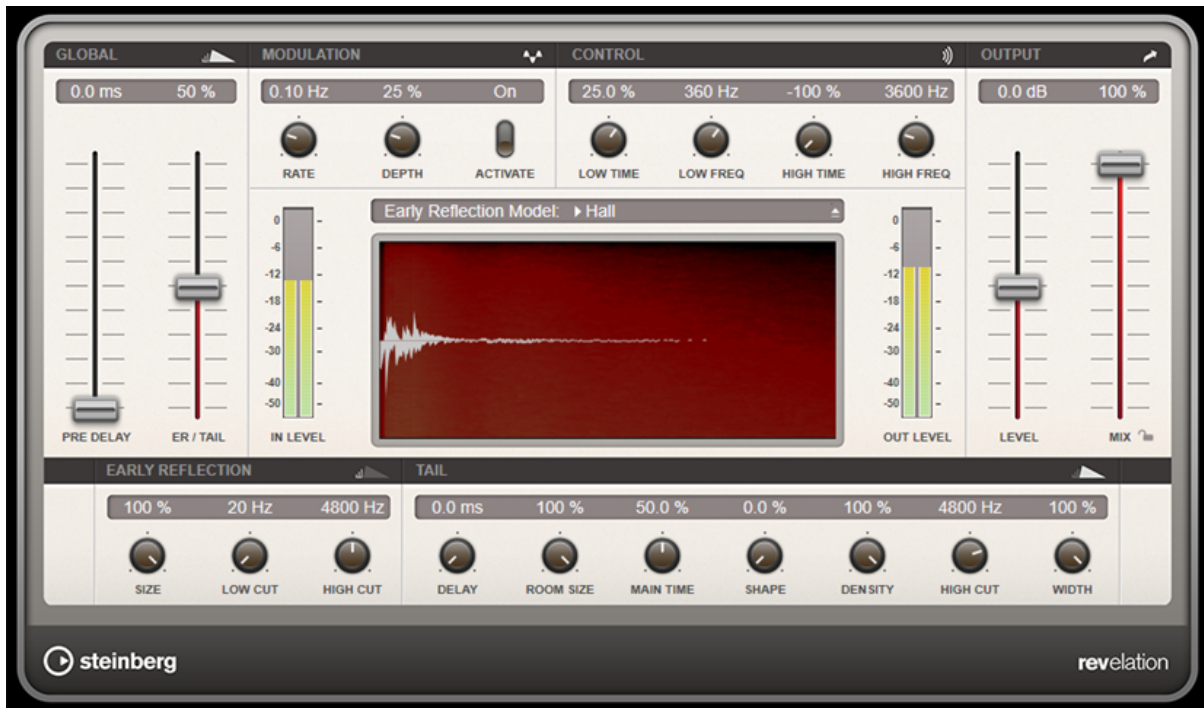 GLOBAL
MODULATION
CONTROL
OUTPUT
0.0 ms 50 %
0.10 Hz 25 % On
25.0 % 360 Hz -100 % 3600 Hz
0.0 dB 100 %
RATE DEPTH ACTIVATE
LOW TIME LOW FREQ HIGH TIME HIGH FREQ
Early Reflection Model: Hall
0
-6
-12
-18
-24
-30
-40
-50
0
-6
-12
-18
-24
-30
-40
-50
PRE DELAY ER / TAIL
IN LEVEL
OUT LEVEL
LEVEL MIX
EARLY REFLECTION
TAIL
100 % 20 Hz 4800 Hz
0.0 ms 100 % 50.0 % 0.0 % 100 % 4800 Hz 100 %
SIZE LOW CUT HIGH CUT
DELAY ROOM SIZE MAIN TIME SHAPE DENSITY HIGH CUT WIDTH
steinberg
revelation